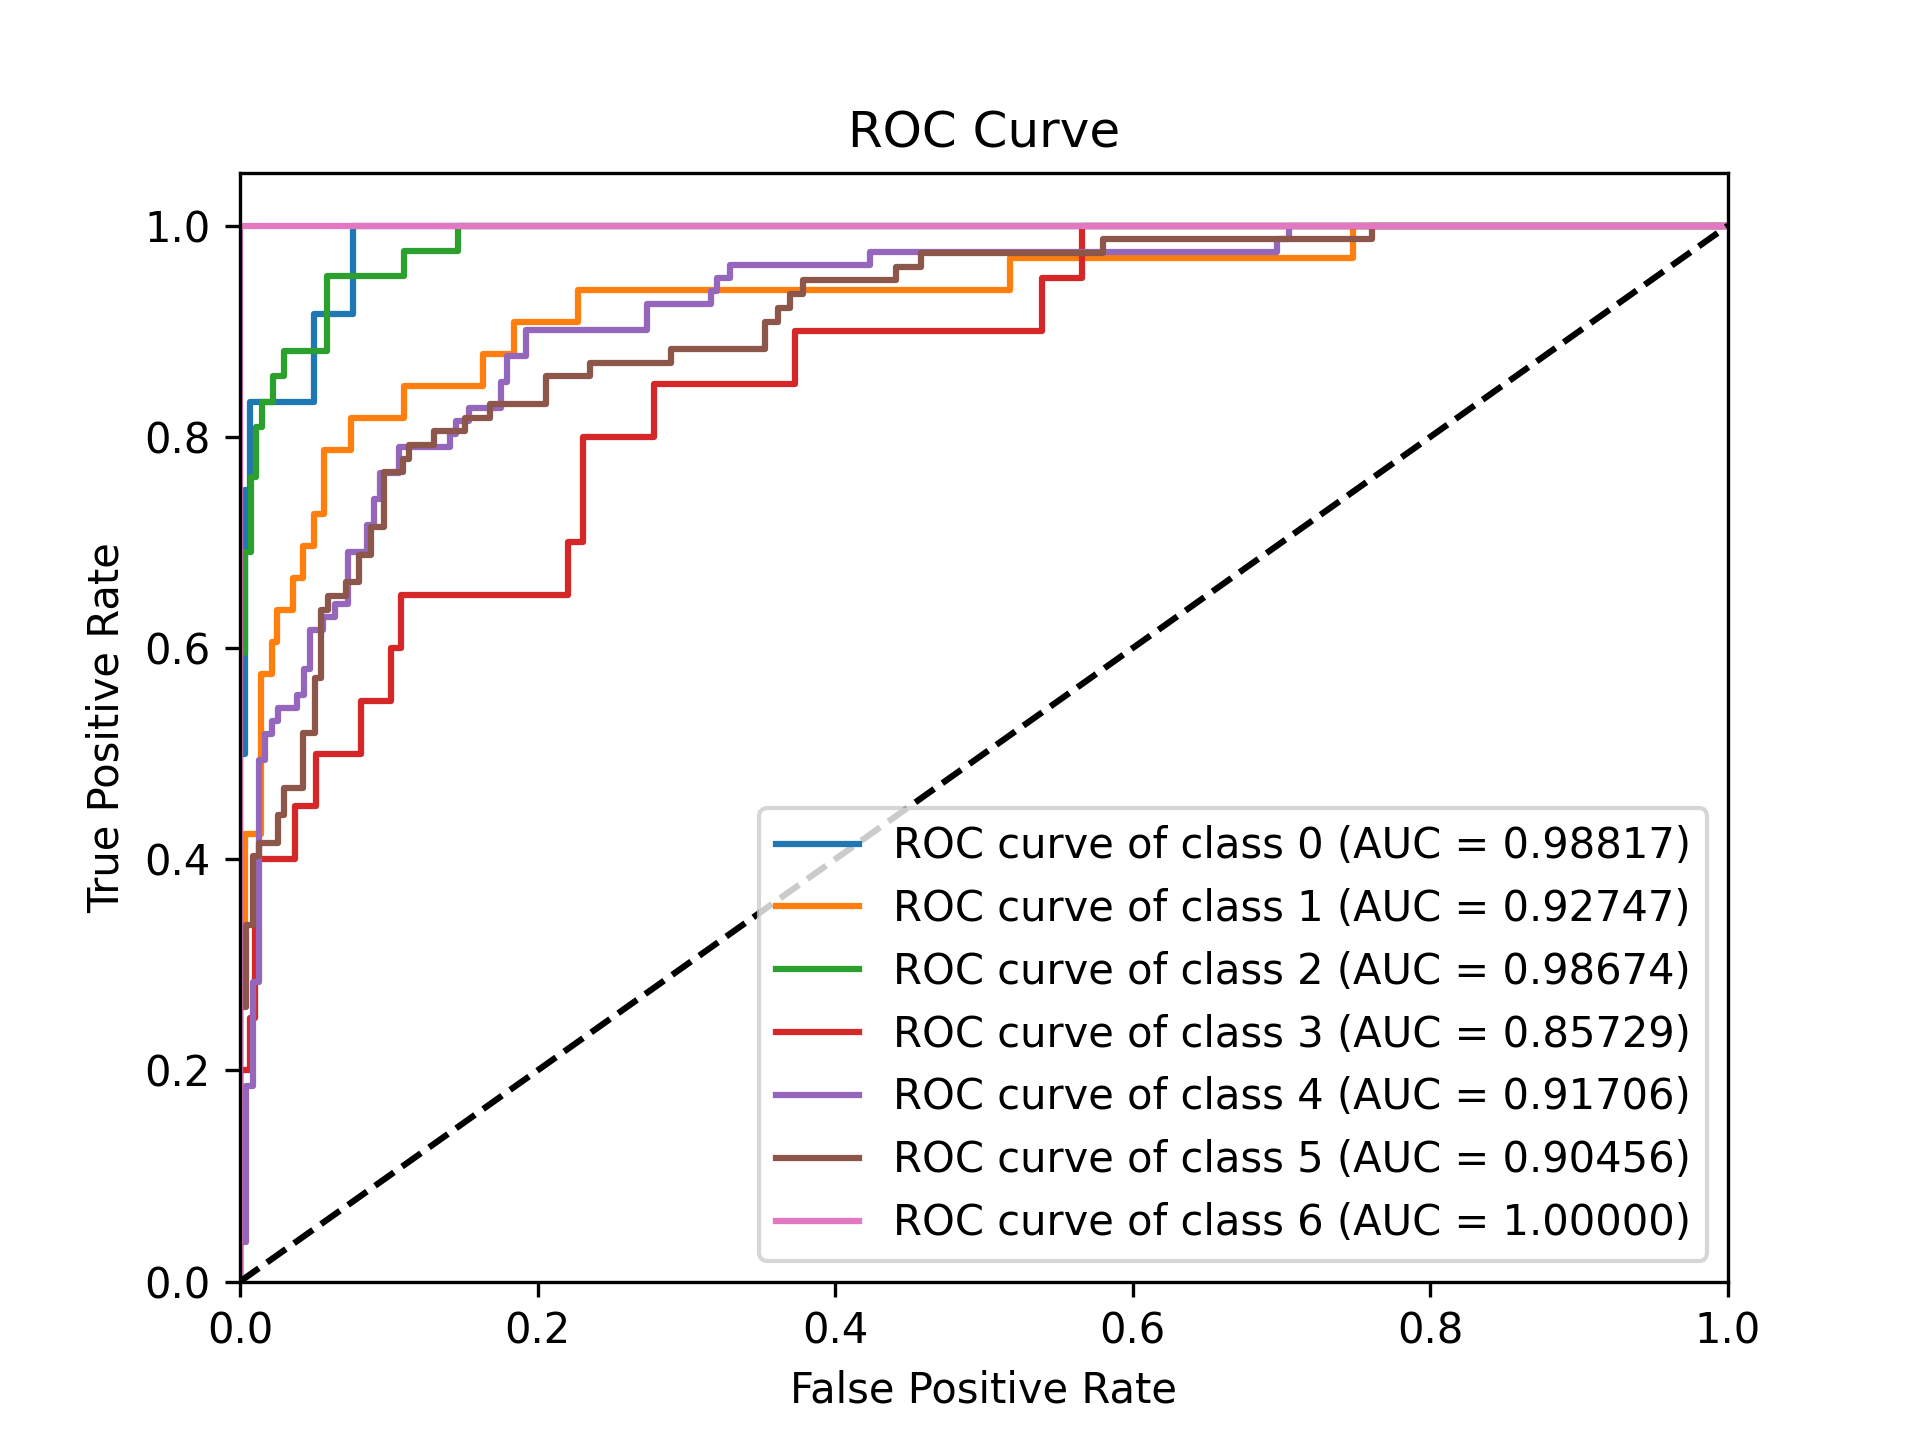 ROC Curve
1.0
0.8
0.6
0.4
0.2
0.0
True Positive Rate
ROC curve of class 0 (AUC = 0.98817)
ROC curve of class 1 (AUC = 0.92747)
ROC curve of class 2 (AUC = 0.98674)
ROC curve of class 3 (AUC = 0.85729)
ROC curve of class 4 (AUC = 0.91706)
ROC curve of class 5 (AUC = 0.90456)
ROC curve of class 6 (AUC = 1.00000)
0.0 0.2 0.4 0.6 0.8 1.0
False Positive Rate